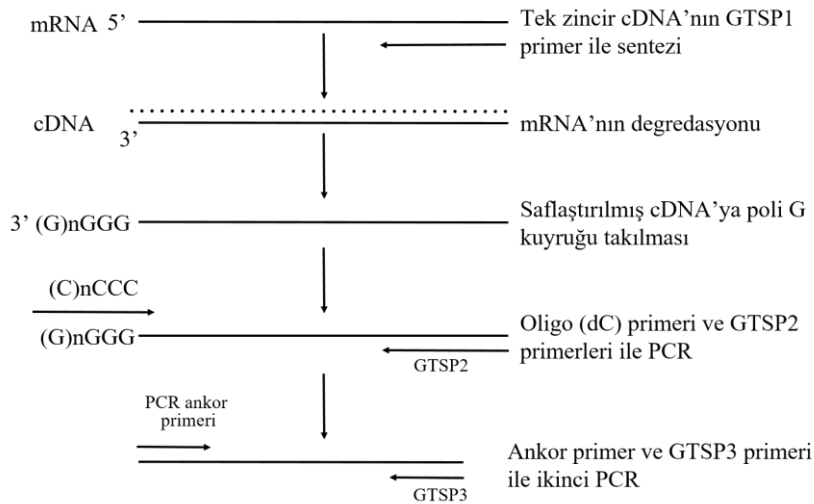 mRNA 5’
Tek zincir cDNA’nın GTSP1
primer ile sentezi
cDNA
3’
mRNA’nın degredasyonu
3’ (G)nGGG
Saflaştırılmış cDNA’ya poli G
kuyruğu takılması
(C)nCCC
(G)nGGG
Oligo (dC) primeri ve GTSP2
primerleri ile PCR
GTSP2
PCR ankor
primeri
Ankor primer ve GTSP3 primeri
ile ikinci PCR
GTSP3